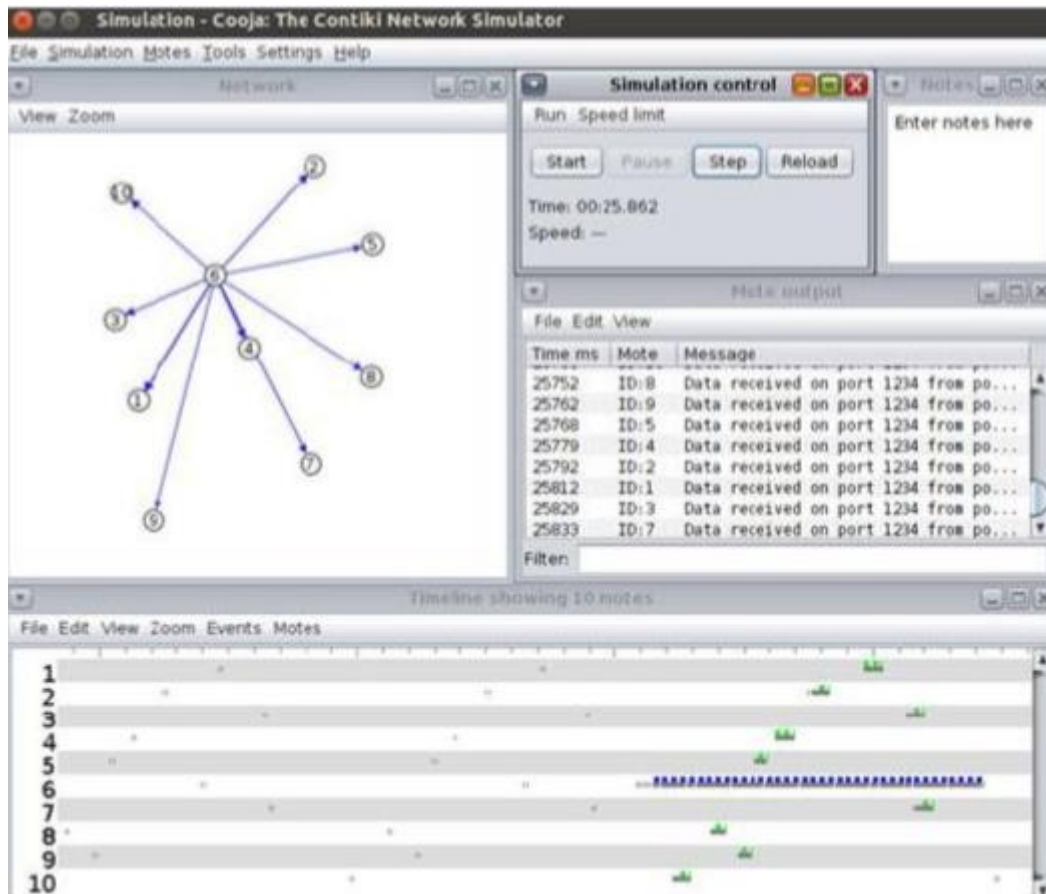 Simulation - Cooja: The Contiki Network Simulator
File Simulation Motes Tools Settings Help
Network
View Zoom
10
2
5
6
3
4
1
8
7
9
Simulation control
Run Speed limit
Start Pause Step Reload
Time: 00:25.862
Speed: ---
Notes
Enter notes here
Mote output
File Edit View
Time ms Mote Message
25752 ID:8 Data received on port 1234 from po...
25762 ID:9 Data received on port 1234 from po...
25768 ID:5 Data received on port 1234 from po...
25779 ID:4 Data received on port 1234 from po...
25792 ID:2 Data received on port 1234 from po...
25812 ID:1 Data received on port 1234 from po...
25829 ID:3 Data received on port 1234 from po...
25833 ID:7 Data received on port 1234 from po...
Filter:
Timeline showing 10 motes
File Edit View Zoom Events Motes
1
2
3
4
5
6
7
8
9
10